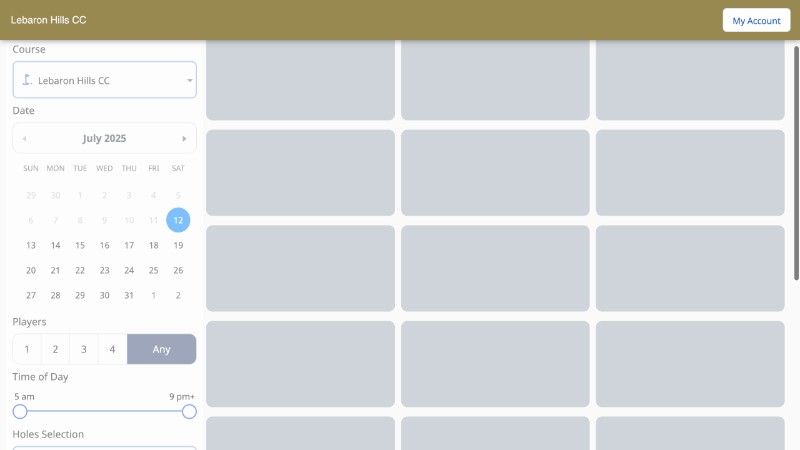 Lebaron Hills CC
My Account
Course
Lebaron Hills CC
Date
July 2025
SUN MON TUE WED THU FRI SAT
29 30 1 2 3 4 5
6 7 8 9 10 11 12
13 14 15 16 17 18 19
20 21 22 23 24 25 26
27 28 29 30 31 1 2
Players
1 2 3 4 Any
Time of Day
5 am 9 pm+
Holes Selection